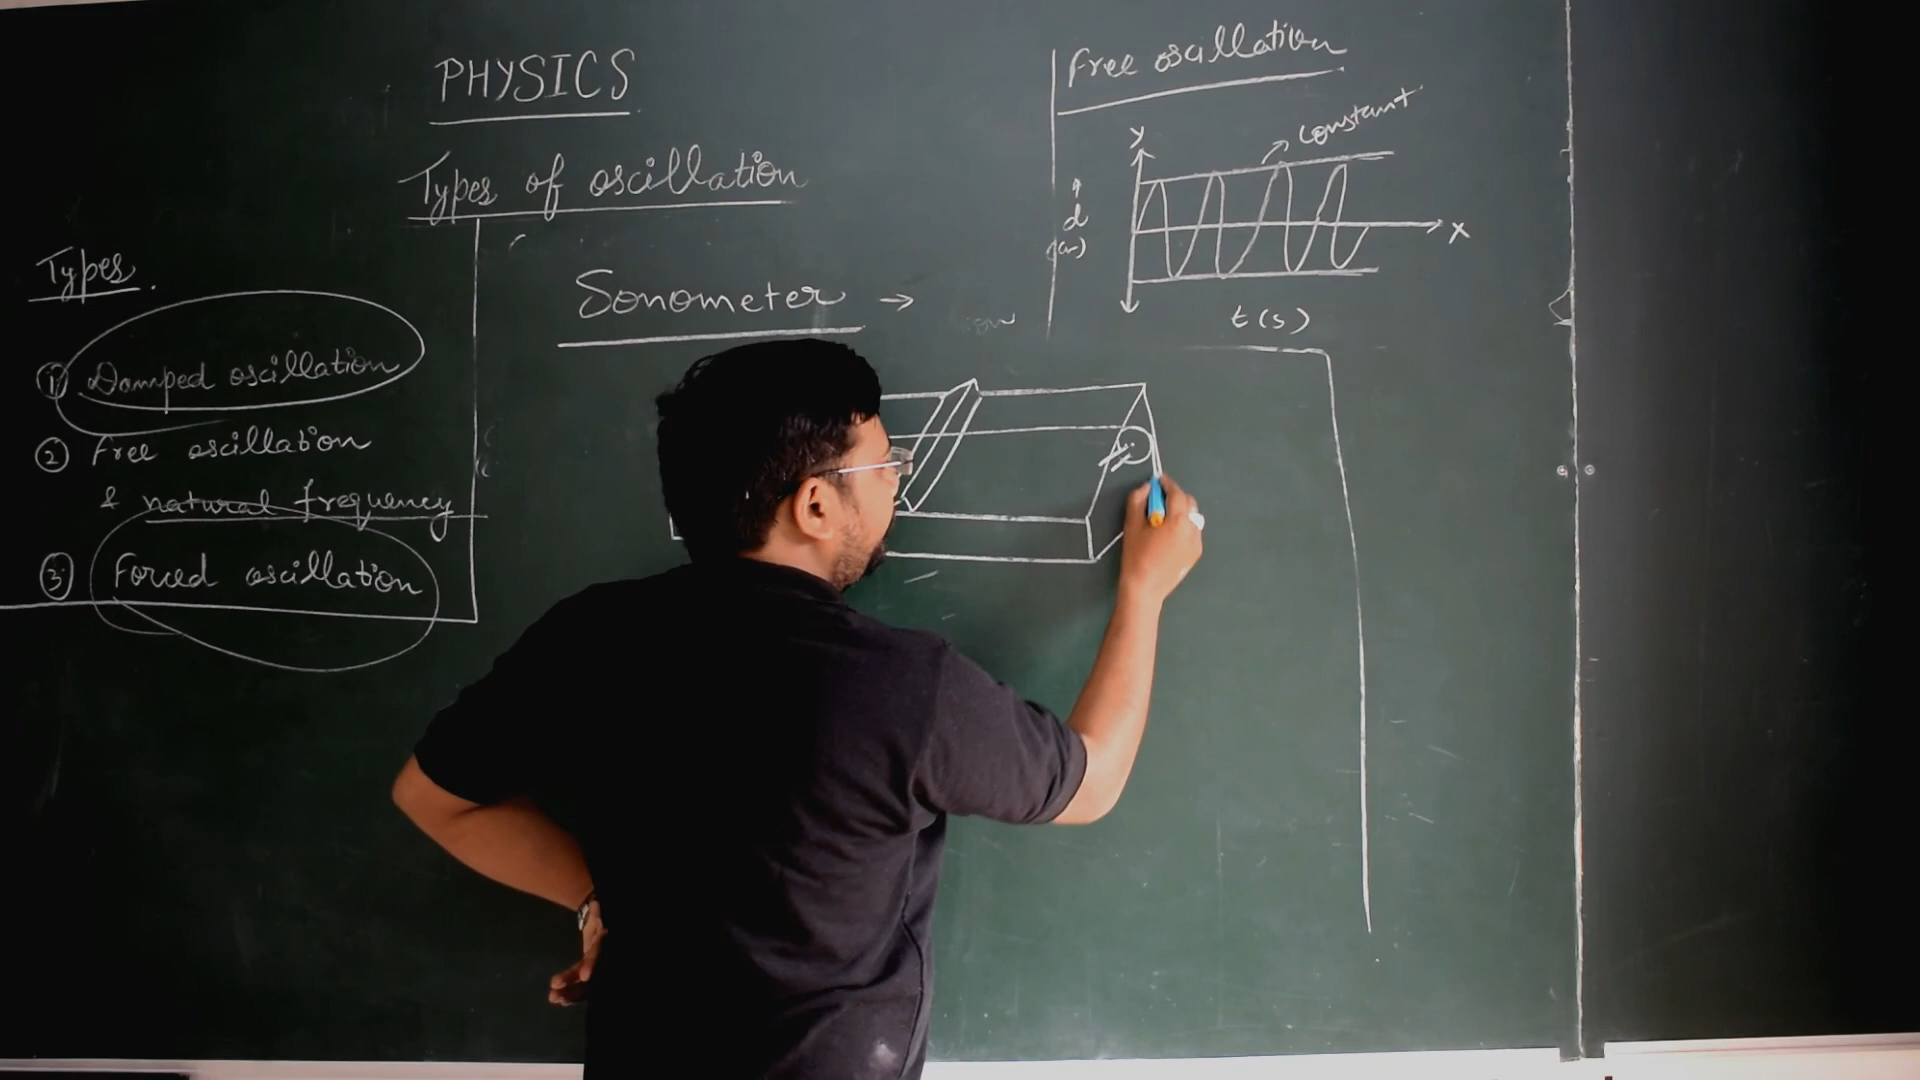 PHYSICS
Types of oscillation
Types.
① Damped oscillation
② Free oscillation
& natural frequency
③ Forced oscillation
Sonometer →
Free oscillation
Constant
y
d
x
t (s)